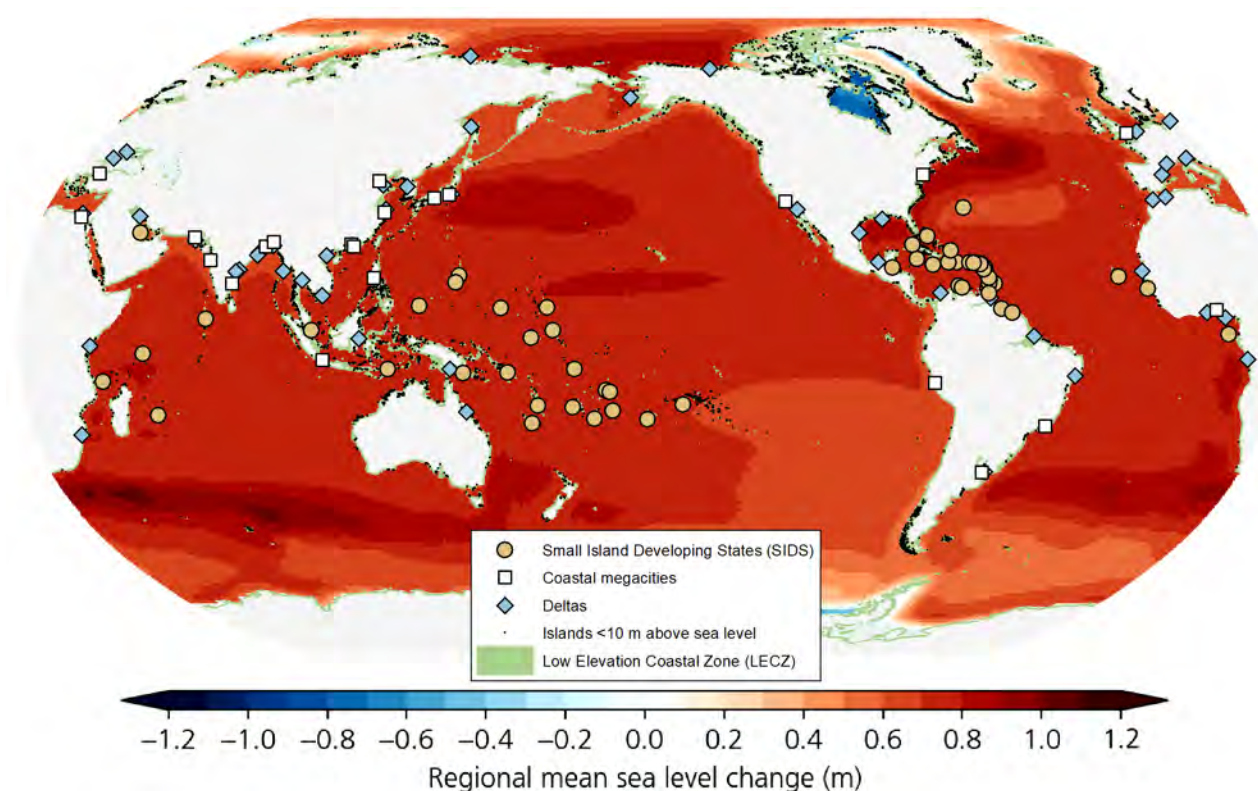 Small Island Developing States (SIDS)
Coastal megacities
Deltas
Islands <10 m above sea level
Low Elevation Coastal Zone (LECZ)
−1.2 −1.0 −0.8 −0.6 −0.4 −0.2 0.0 0.2 0.4 0.6 0.8 1.0 1.2
Regional mean sea level change (m)